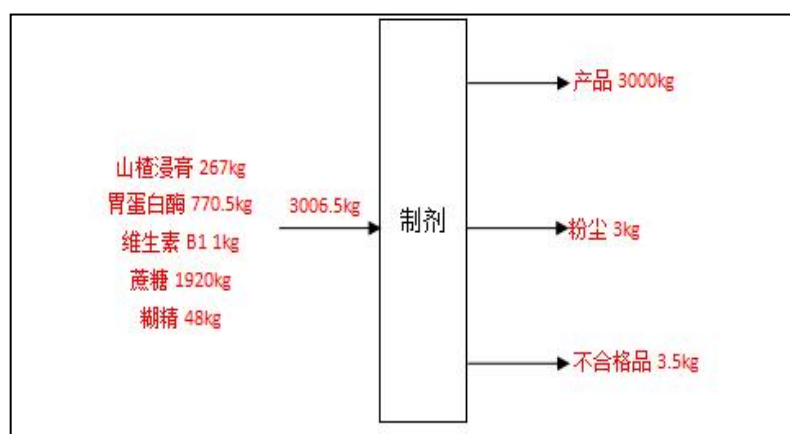 山楂浸膏 267kg
胃蛋白酶 770.5kg
维生素 B1 1kg
蔗糖 1920kg
糊精 48kg
3006.5kg
制剂
产品 3000kg
粉尘 3kg
不合格品 3.5kg